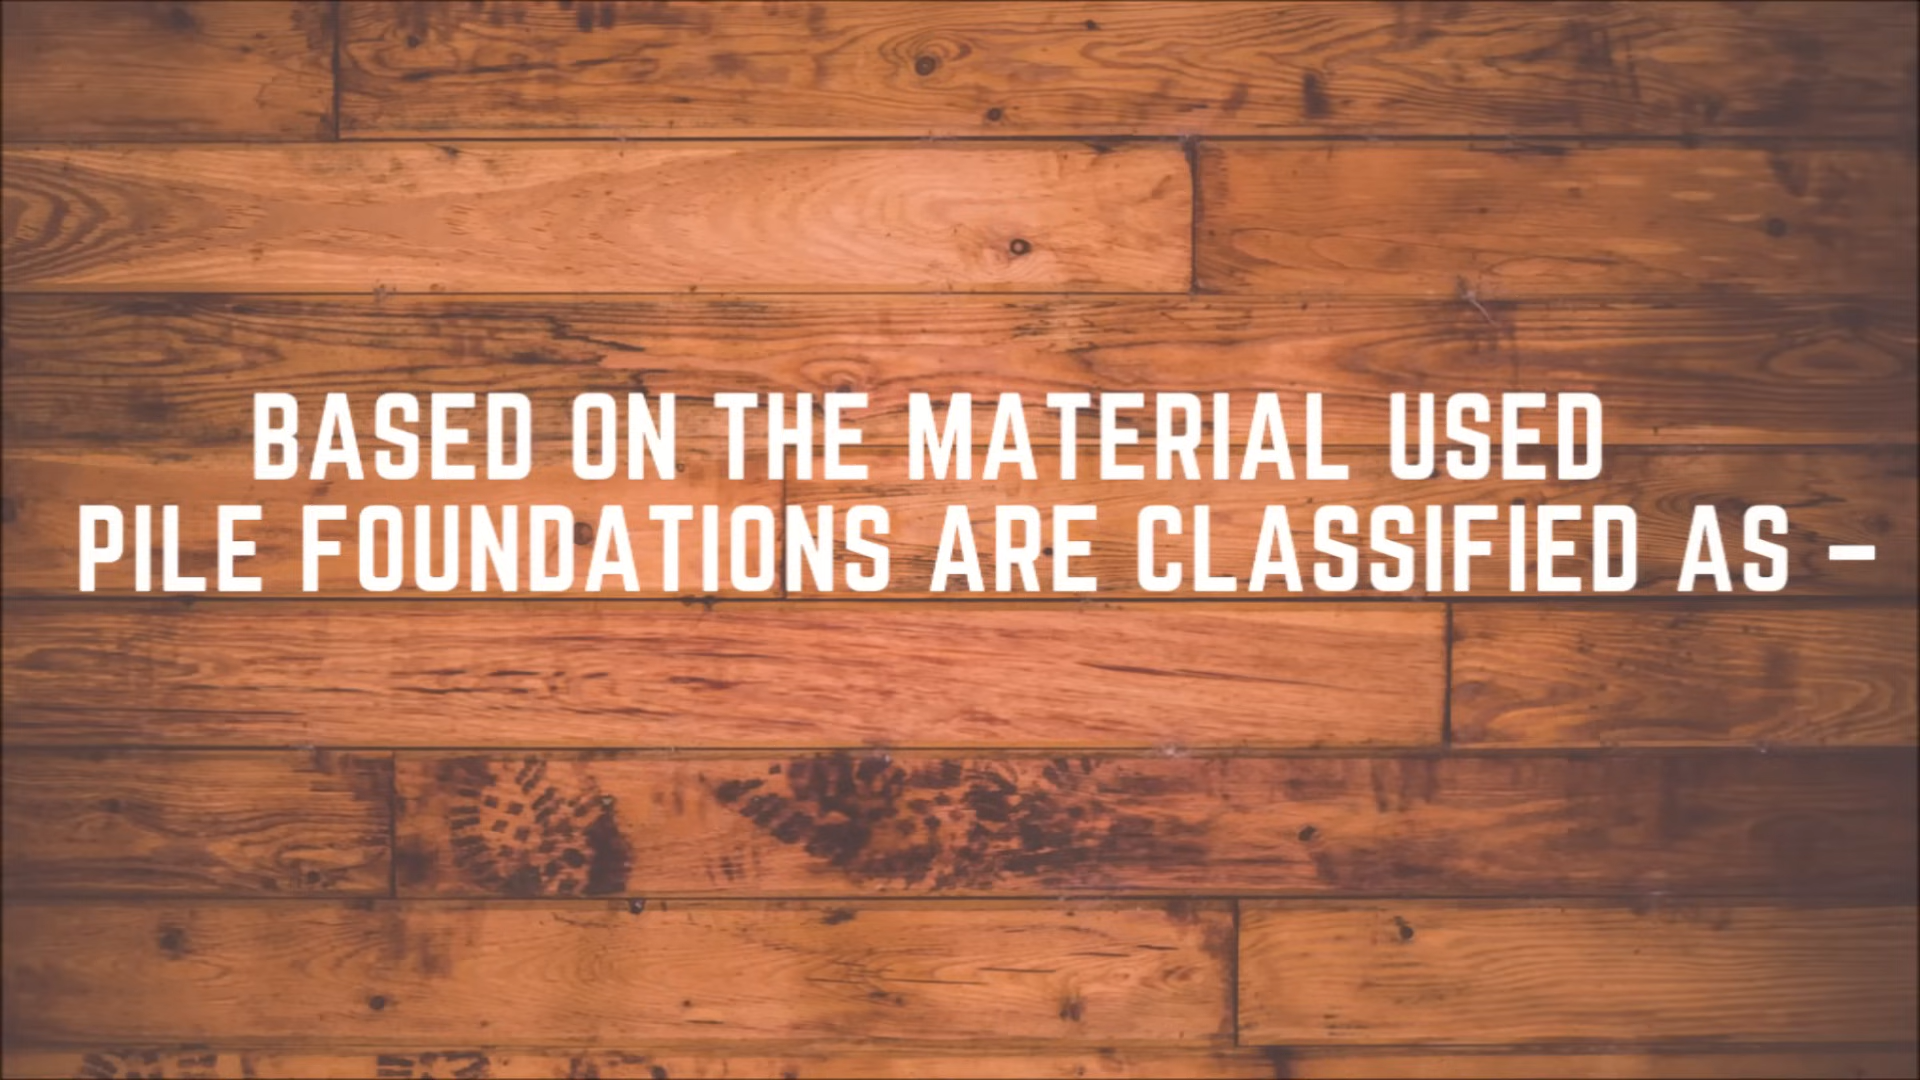 BASED ON THE MATERIAL USED
PILE FOUNDATIONS ARE CLASSIFIED AS –